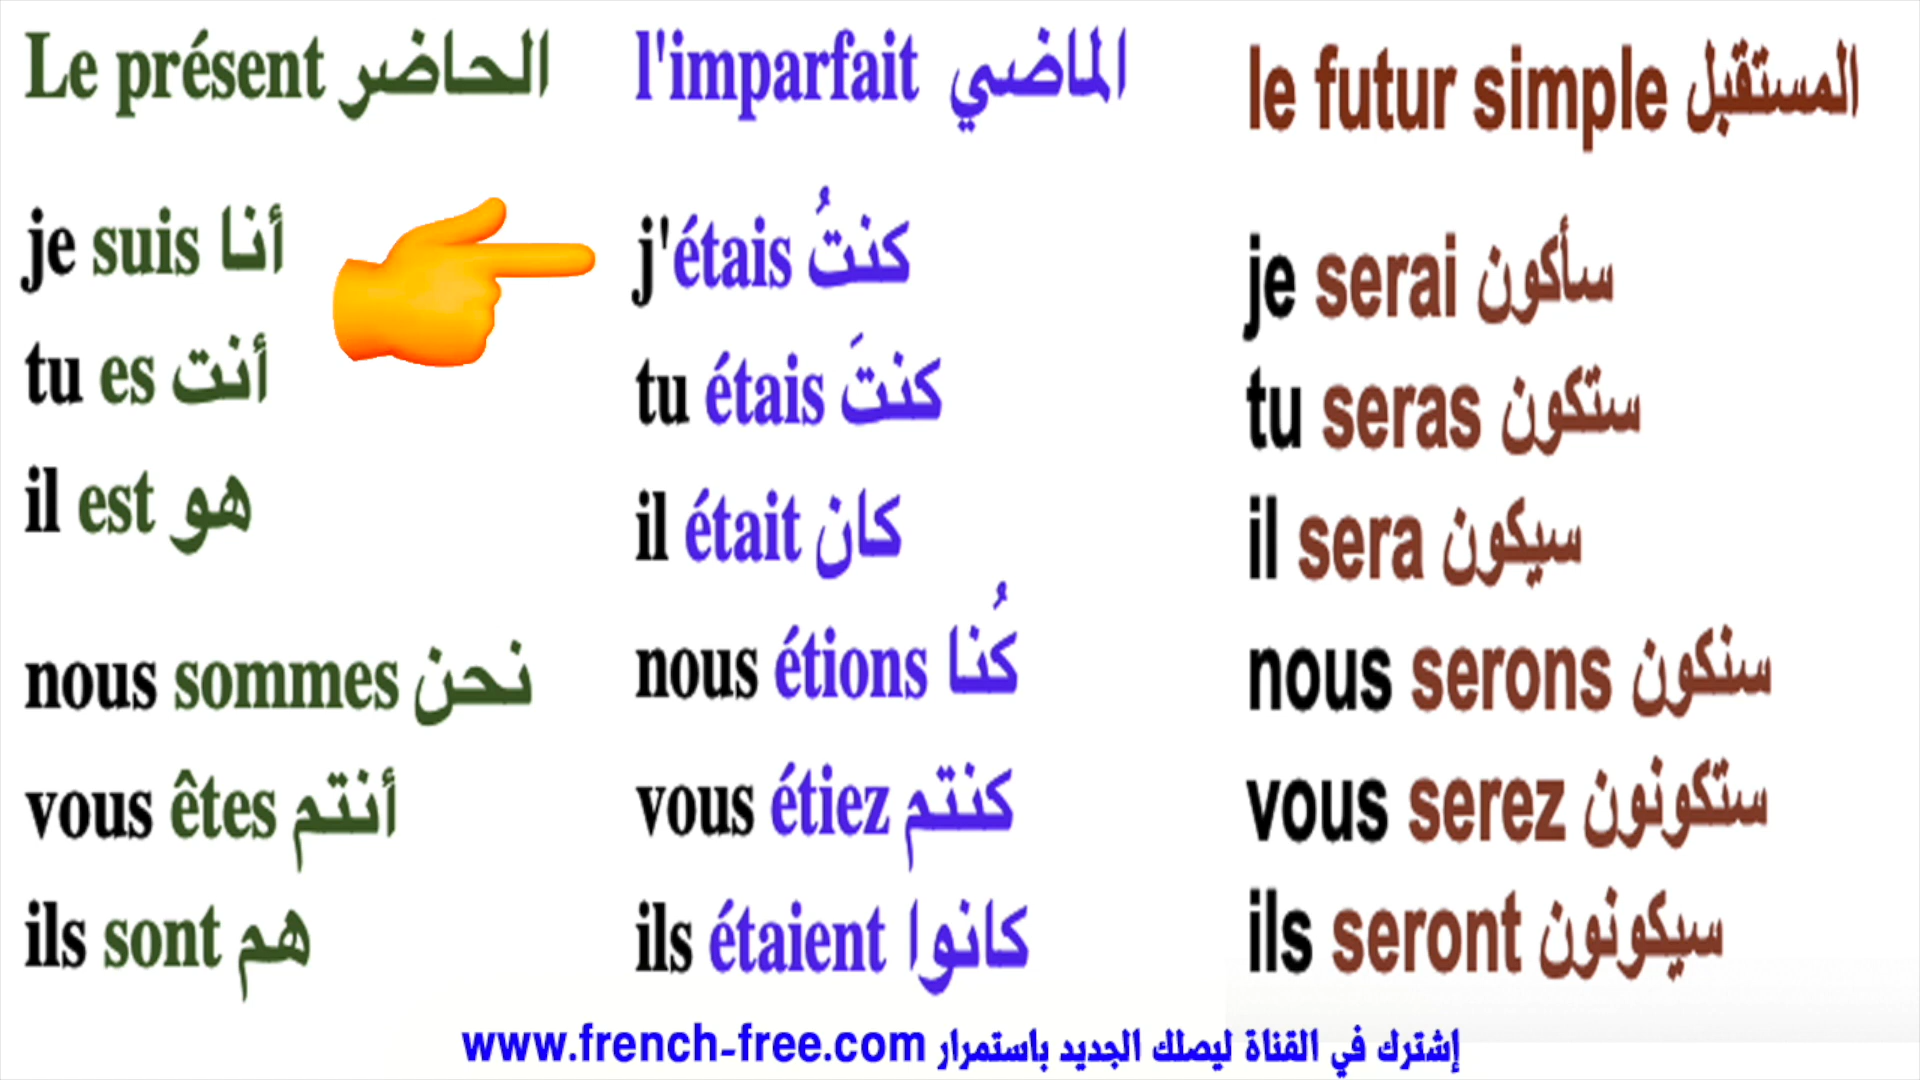 Le présent الحاضر
je suis أنا
tu es أنت
il est هو
nous sommes نحن
vous êtes أنتم
ils sont هم
l'imparfait الماضي
j'étais كنتُ
tu étais كنتَ
il était كان
nous étions كُنا
vous étiez كنتم
ils étaient كانوا
le futur simple المستقبل
je serai سأكون
tu seras ستكون
il sera سيكون
nous serons سنكون
vous serez ستكونون
ils seront سيكونون
www.french-free.com إشترك في القناة ليصلك الجديد باستمرار